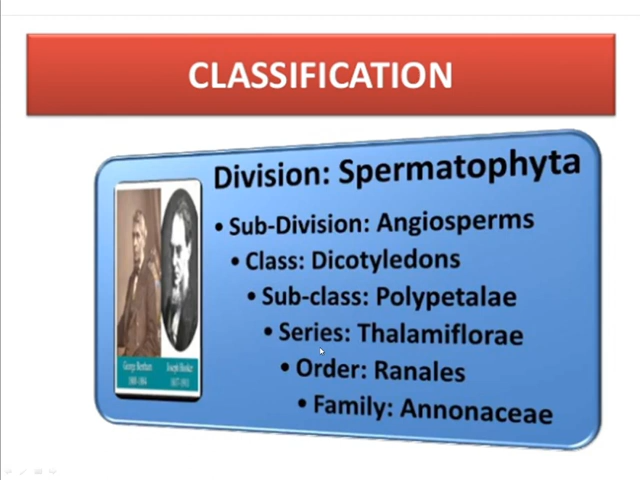 CLASSIFICATION
Division: Spermatophyta
• Sub-Division: Angiosperms
• Class: Dicotyledons
• Sub-class: Polypetalae
• Series: Thalamiflorae
• Order: Ranales
• Family: Annonaceae
George Bentham Joseph Hooker